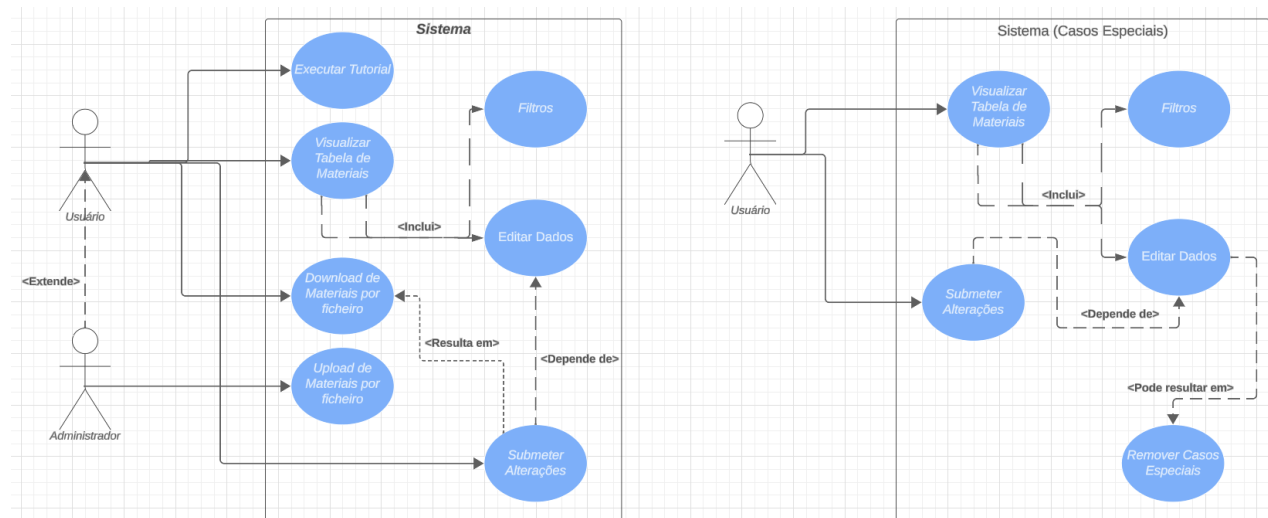 Sistema
Executar Tutorial
Filtros
Visualizar
Tabela de
Materiais
Usuário
<Inclui>
Editar Dados
<Extende>
Download de
Materiais por
ficheiro
<Resulta em>
<Depende de>
Upload de
Materiais por
ficheiro
Administrador
Submeter
Alterações
Sistema (Casos Especiais)
Visualizar
Tabela de
Materiais
Filtros
Usuário
<Inclui>
Editar Dados
Submeter
Alterações
<Depende de>
<Pode resultar em>
Remover Casos
Especiais